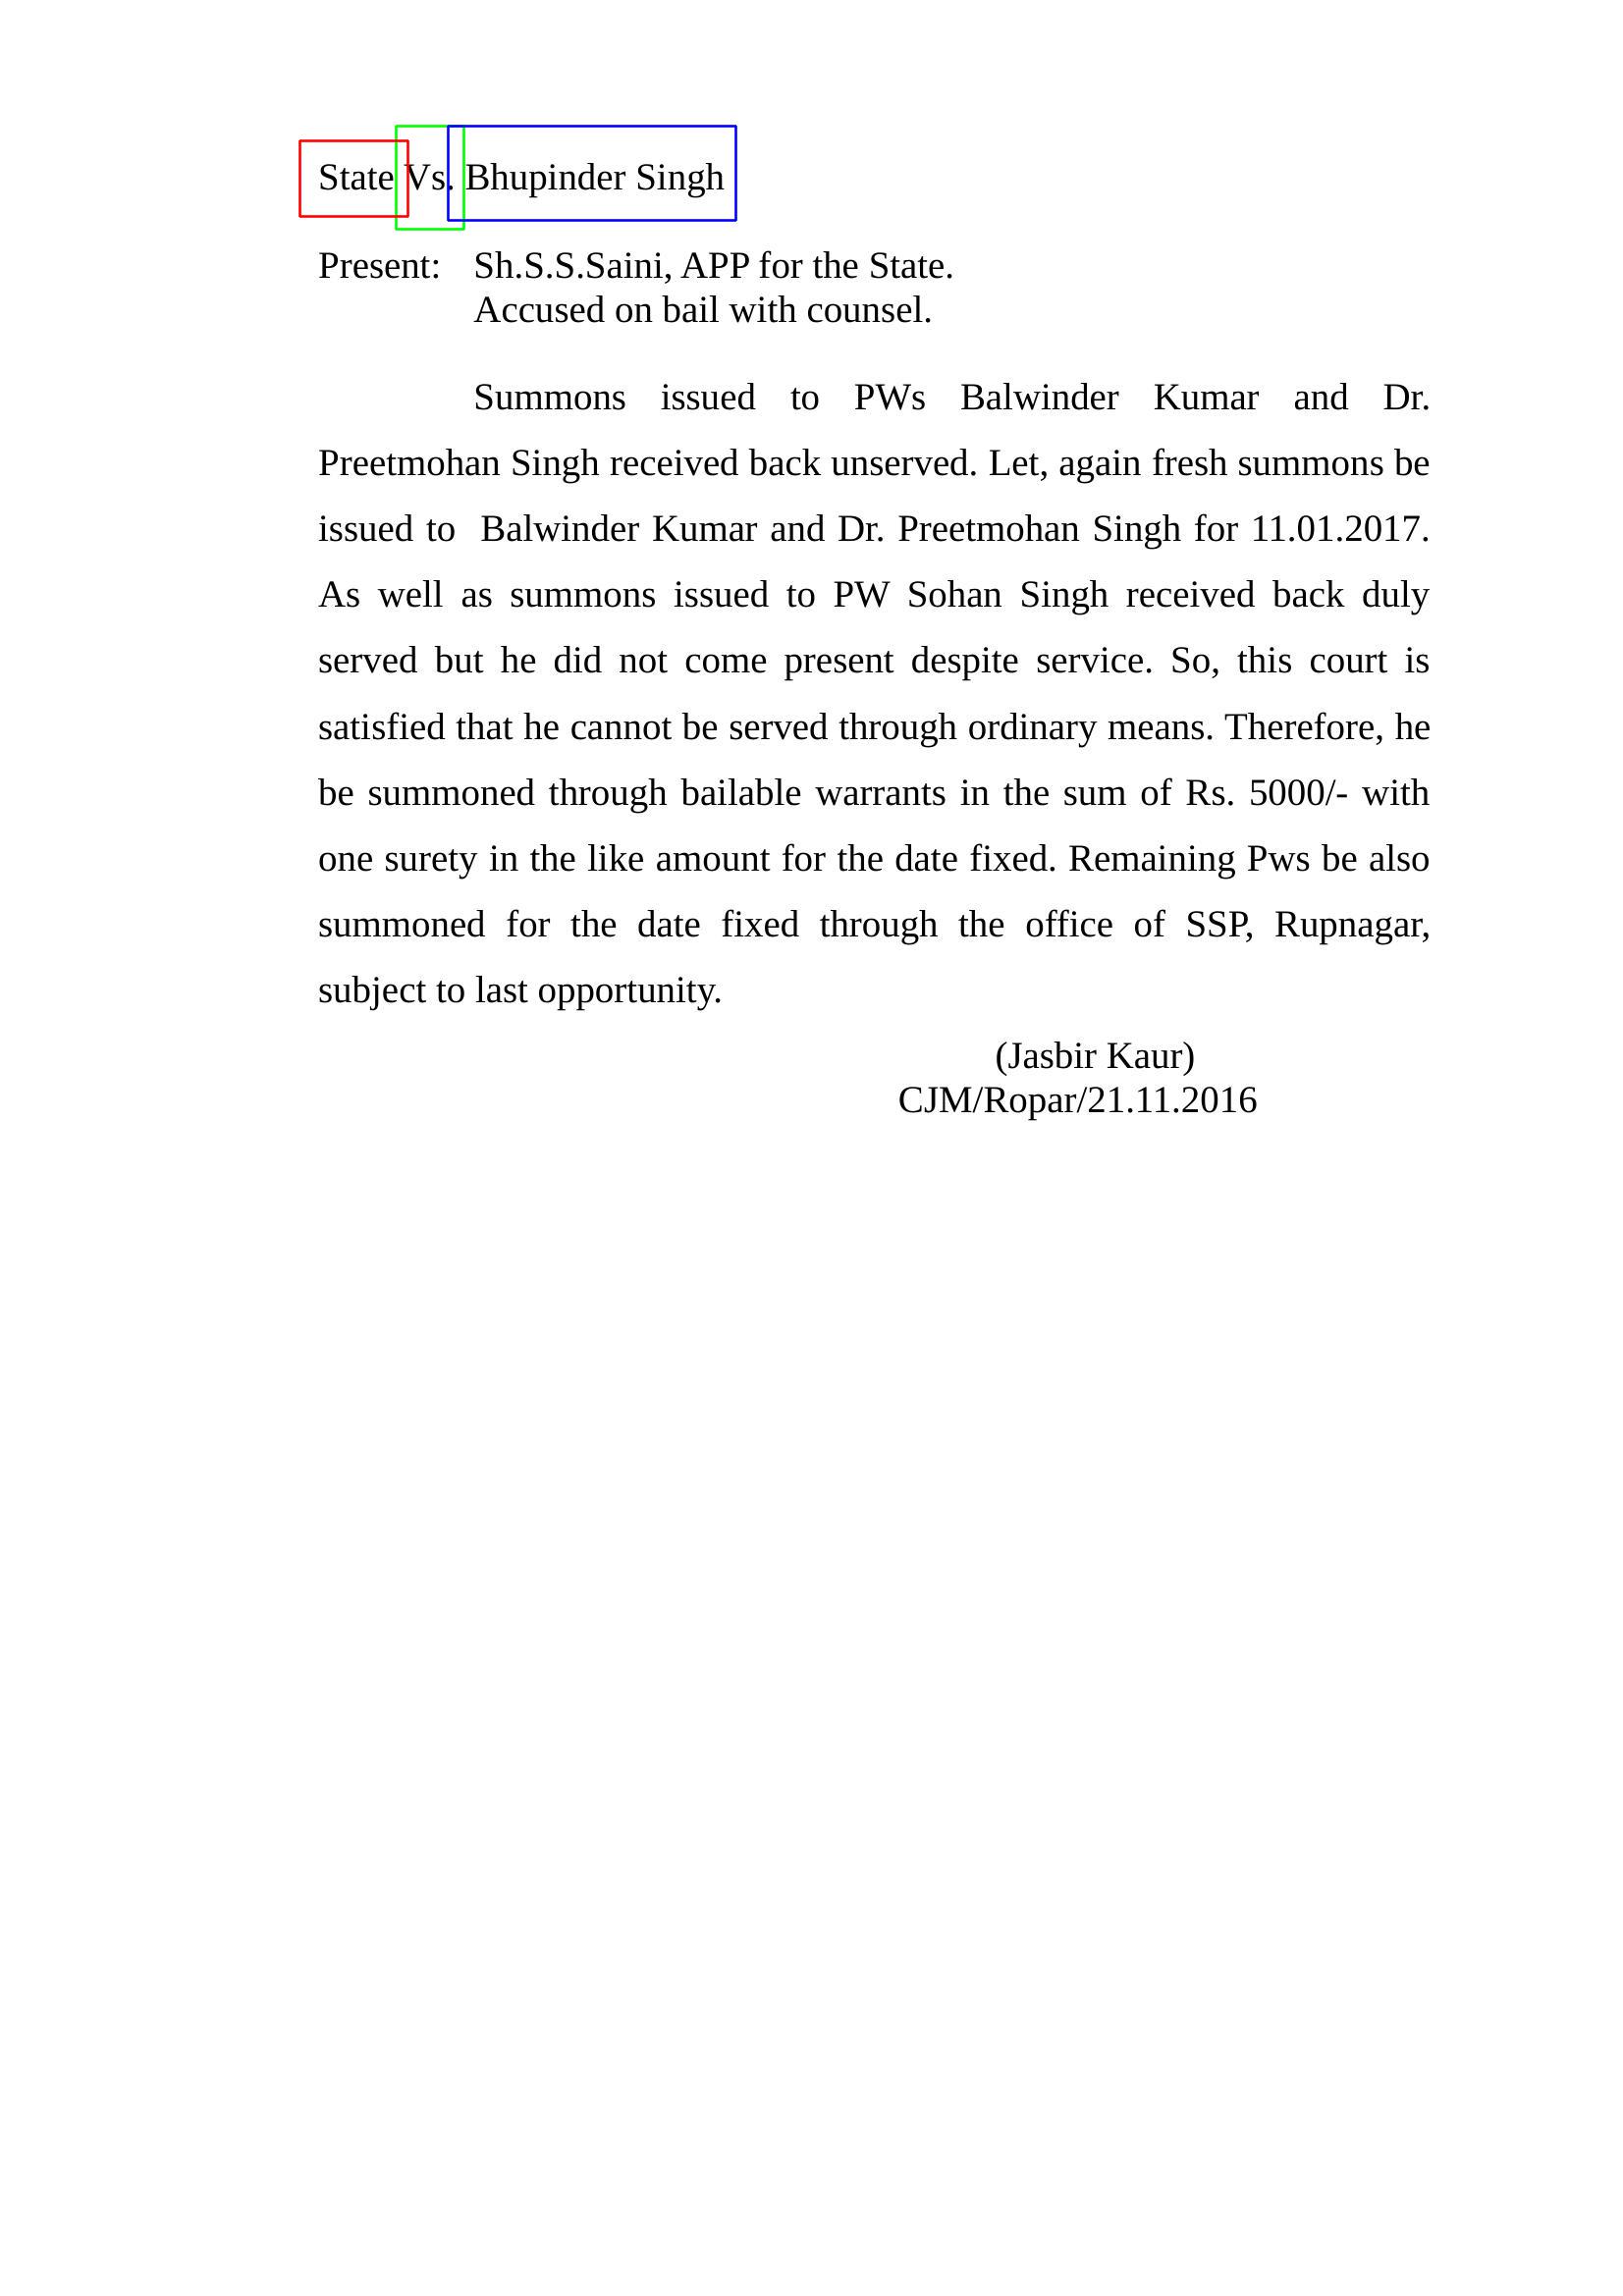 State Vs. Bhupinder Singh
Present: Sh.S.S.Saini, APP for the State.
Accused on bail with counsel.
Summons issued to PWs Balwinder Kumar and Dr.
Preetmohan Singh received back unserved. Let, again fresh summons be
issued to  Balwinder Kumar and Dr. Preetmohan Singh for 11.01.2017.
As well as summons issued to PW Sohan Singh received back duly
served but he did not come present despite service. So, this court is
satisfied that he cannot be served through ordinary means. Therefore, he
be summoned through bailable warrants in the sum of Rs. 5000/- with
one surety in the like amount for the date fixed. Remaining Pws be also
summoned for the date fixed through the office of SSP, Rupnagar,
subject to last opportunity.
(Jasbir Kaur)
CJM/Ropar/21.11.2016